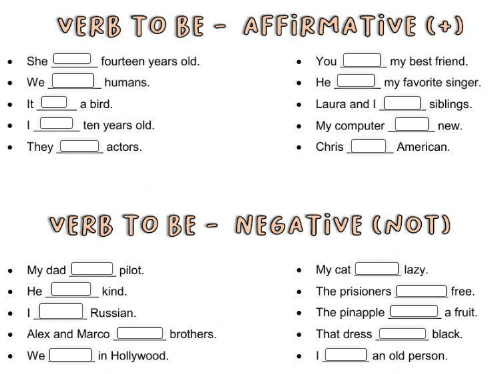 VERB TO BE - AFFIRMATIVE (+)
She fourteen years old.
We humans.
It a bird.
I ten years old.
They actors.
You my best friend.
He my favorite singer.
Laura and I siblings.
My computer new.
Chris American.
VERB TO BE - NEGATIVE (NOT)
My dad pilot.
He kind.
I Russian.
Alex and Marco brothers.
We in Hollywood.
My cat lazy.
The prisioners free.
The pinapple a fruit.
That dress black.
I an old person.